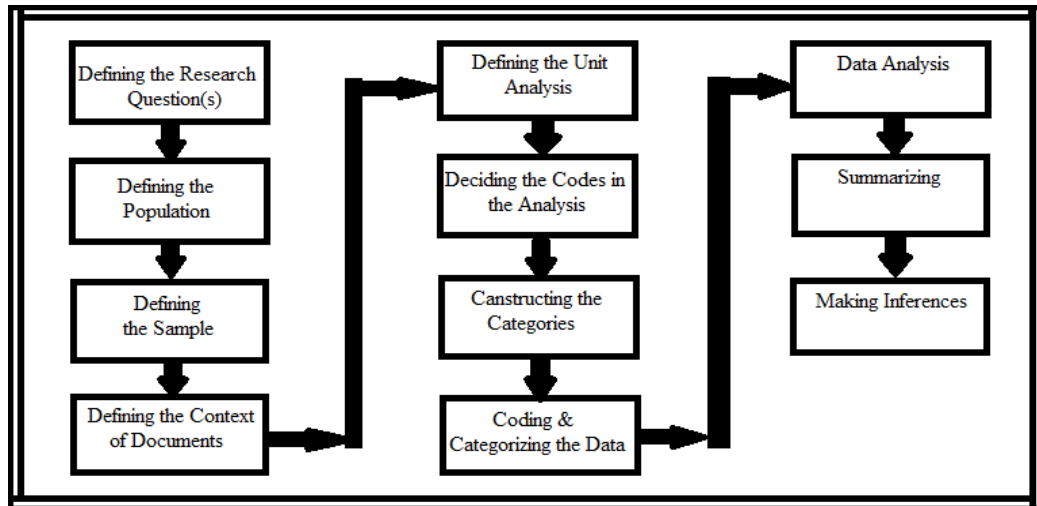 Defining the Research
Question(s)
Defining the
Population
Defining
the Sample
Defining the Context
of Documents
Defining the Unit
Analysis
Deciding the Codes in
the Analysis
Canstructing the
Categories
Coding &
Categorizing the Data
Data Analysis
Summarizing
Making Inferences